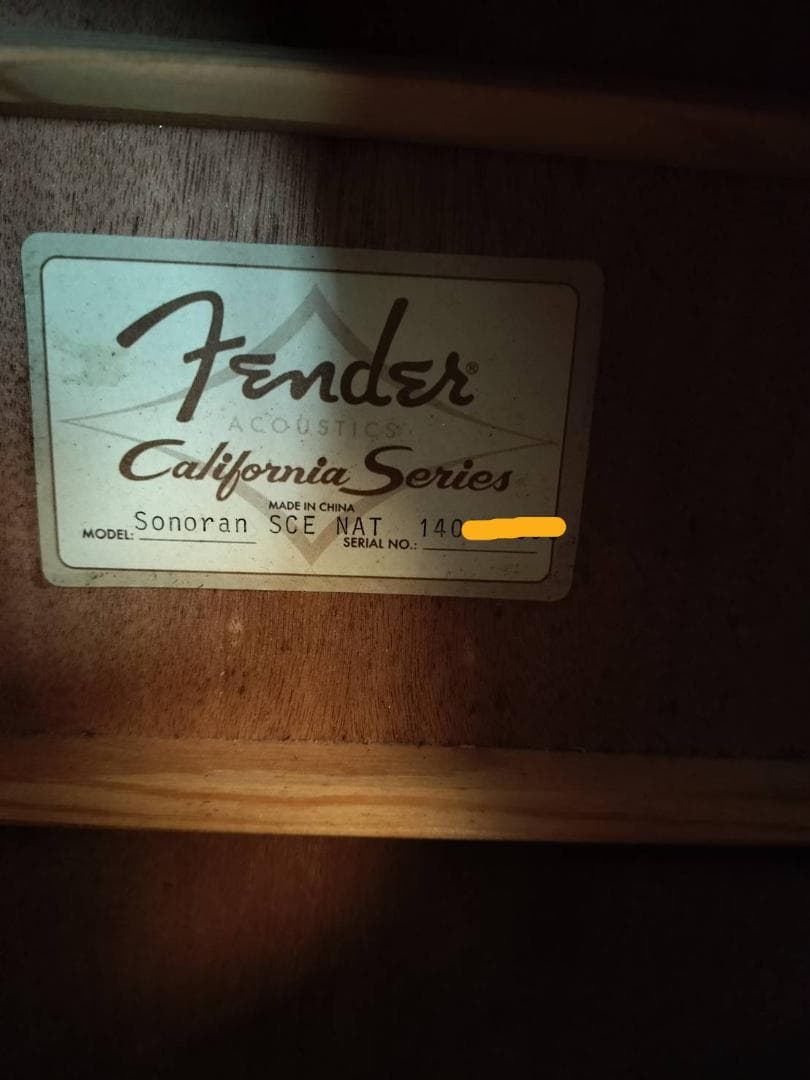 Fender®
ACOUSTICS
California Series
MADE IN CHINA
MODEL: Sonoran SCE NAT 140
SERIAL NO.: